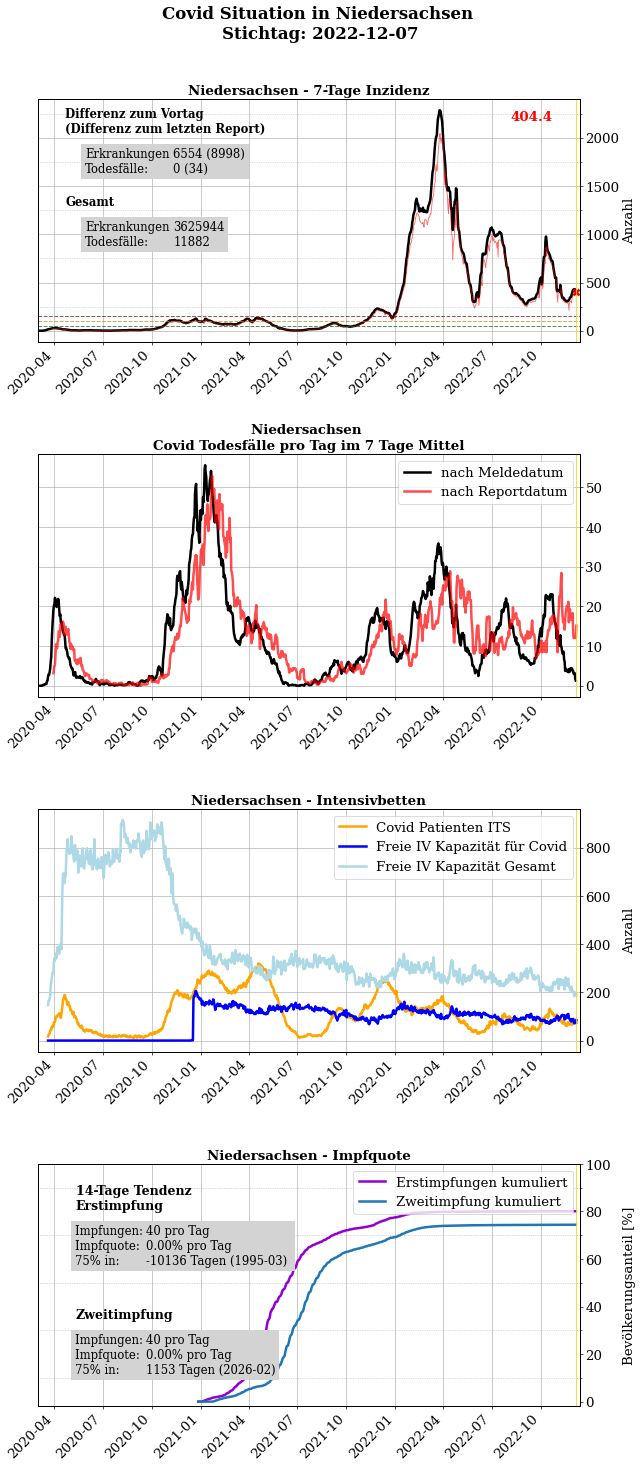 Covid Situation in Niedersachsen
Stichtag: 2022-12-07
Niedersachsen - 7-Tage Inzidenz
Differenz zum Vortag
(Differenz zum letzten Report)
Erkrankungen 6554 (8998)
Todesfälle: 0 (34)
Gesamt
Erkrankungen 3625944
Todesfälle: 11882
404.4
2000
1500
1000
500
0
Anzahl
2020-04
2020-07
2020-10
2021-01
2021-04
2021-07
2021-10
2022-01
2022-04
2022-07
2022-10
Niedersachsen
Covid Todesfälle pro Tag im 7 Tage Mittel
nach Meldedatum
nach Reportdatum
50
40
30
20
10
0
2020-04
2020-07
2020-10
2021-01
2021-04
2021-07
2021-10
2022-01
2022-04
2022-07
2022-10
Niedersachsen - Intensivbetten
Covid Patienten ITS
Freie IV Kapazität für Covid
Freie IV Kapazität Gesamt
800
600
400
200
0
Anzahl
2020-04
2020-07
2020-10
2021-01
2021-04
2021-07
2021-10
2022-01
2022-04
2022-07
2022-10
Niedersachsen - Impfquote
14-Tage Tendenz
Erstimpfung
Impfungen: 40 pro Tag
Impfquote: 0.00% pro Tag
75% in: -10136 Tagen (1995-03)
Zweitimpfung
Impfungen: 40 pro Tag
Impfquote: 0.00% pro Tag
75% in: 1153 Tagen (2026-02)
Erstimpfungen kumuliert
Zweitimpfung kumuliert
100
80
60
40
20
0
Bevölkerungsanteil [%]
2020-04
2020-07
2020-10
2021-01
2021-04
2021-07
2021-10
2022-01
2022-04
2022-07
2022-10